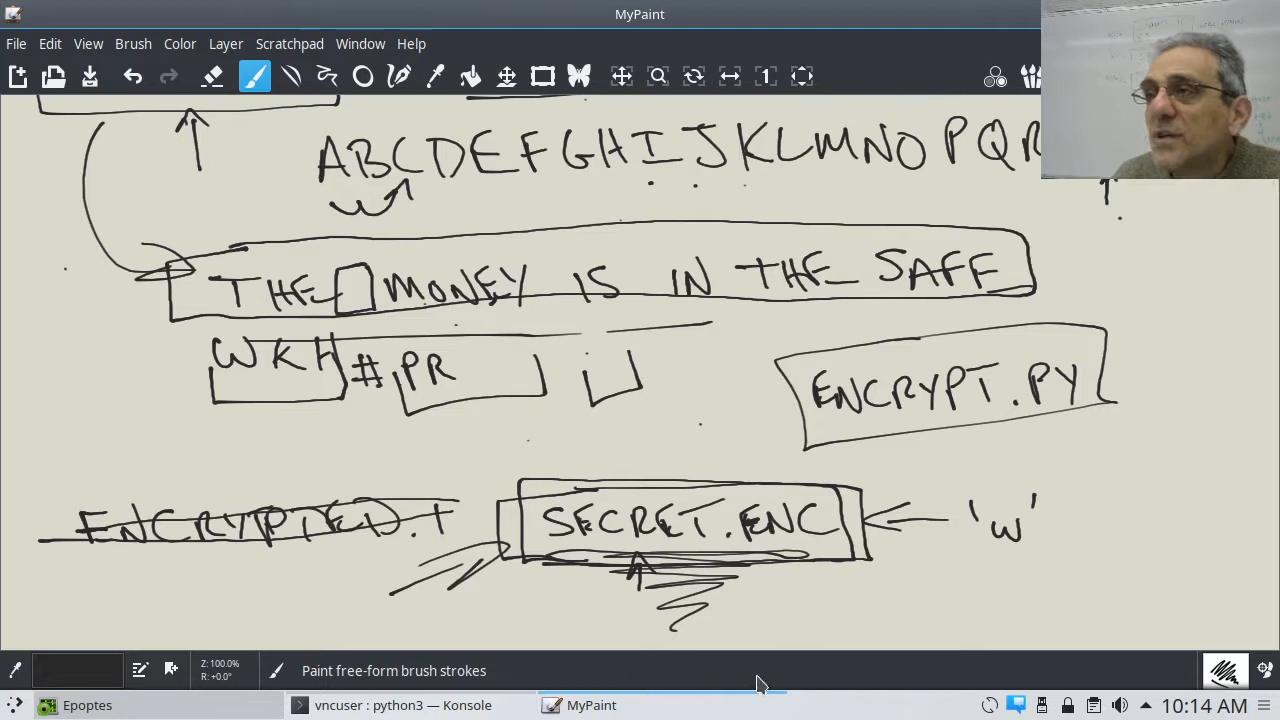 MyPaint
File Edit View Brush Color Layer Scratchpad Window Help
ABCDEFGHIJKLMNOPQR
THE MONEY IS IN THE SAFE
WKH # PR
ENCRYPT.PY
ENCRYPTED.T
SECRET.ENC
'w'
Z: 100.0%
R: +0.0°
Paint free-form brush strokes
Epoptes
vncuser : python3 — Konsole
MyPaint
10:14 AM